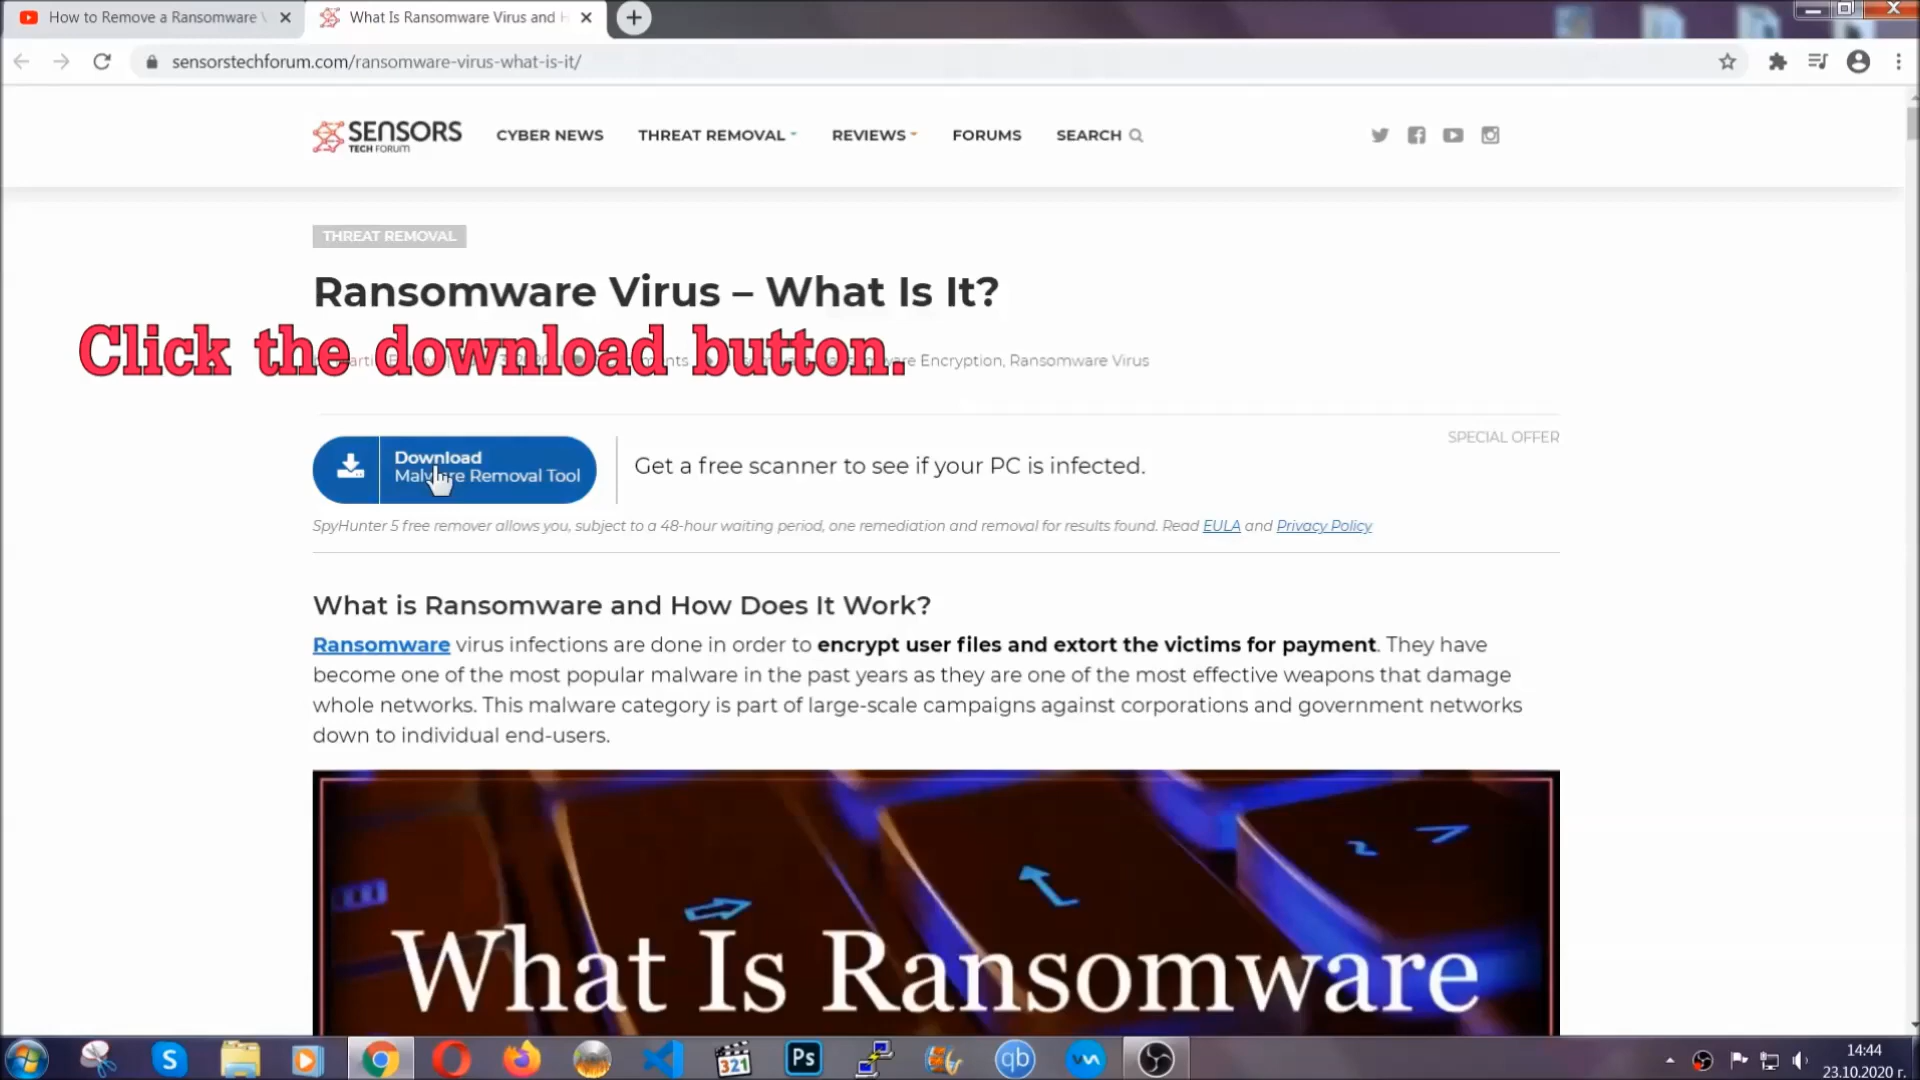 How to Remove a Ransomware
What Is Ransomware Virus and
sensorstechforum.com/ransomware-virus-what-is-it/
SENSORS
TECH FORUM
CYBER NEWS THREAT REMOVAL REVIEWS FORUMS SEARCH
THREAT REMOVAL
Ransomware Virus – What Is It?
Click the download button.
Encryption, Ransomware Virus
SPECIAL OFFER
Download
Malware Removal Tool
Get a free scanner to see if your PC is infected.
SpyHunter 5 free remover allows you, subject to a 48-hour waiting period, one remediation and removal for results found. Read EULA and Privacy Policy
What is Ransomware and How Does It Work?
Ransomware virus infections are done in order to encrypt user files and extort the victims for payment. They have
become one of the most popular malware in the past years as they are one of the most effective weapons that damage
whole networks. This malware category is part of large-scale campaigns against corporations and government networks
down to individual end-users.
What Is Ransomware
S
321
Ps
qb
14:44
23.10.2020 г.